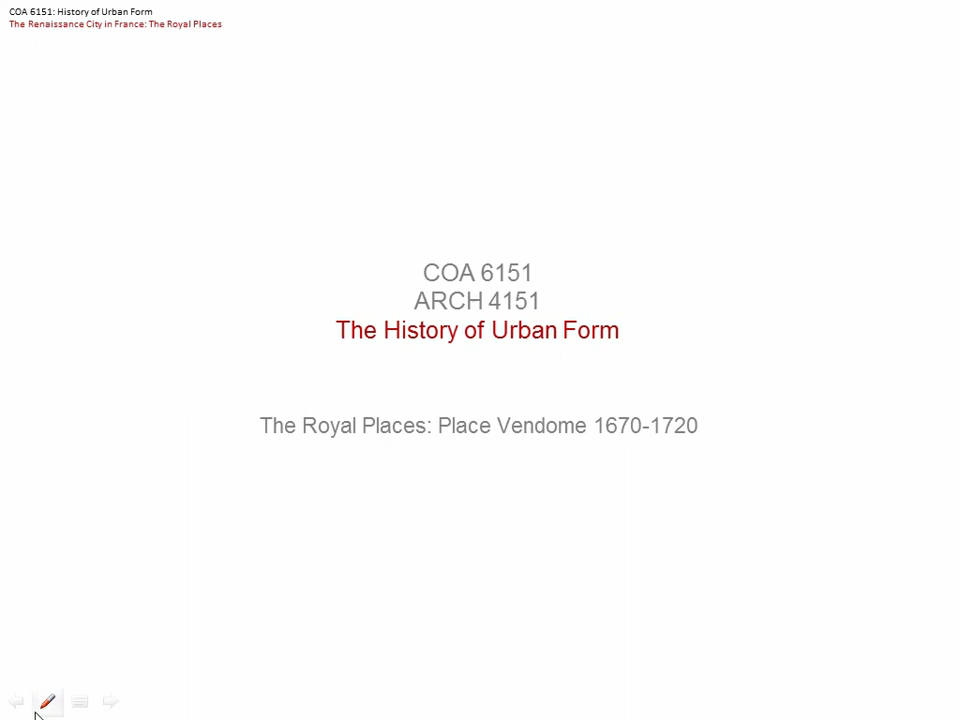 COA 6151: History of Urban Form
The Renaissance City in France: The Royal Places
COA 6151
ARCH 4151
The History of Urban Form
The Royal Places: Place Vendome 1670-1720